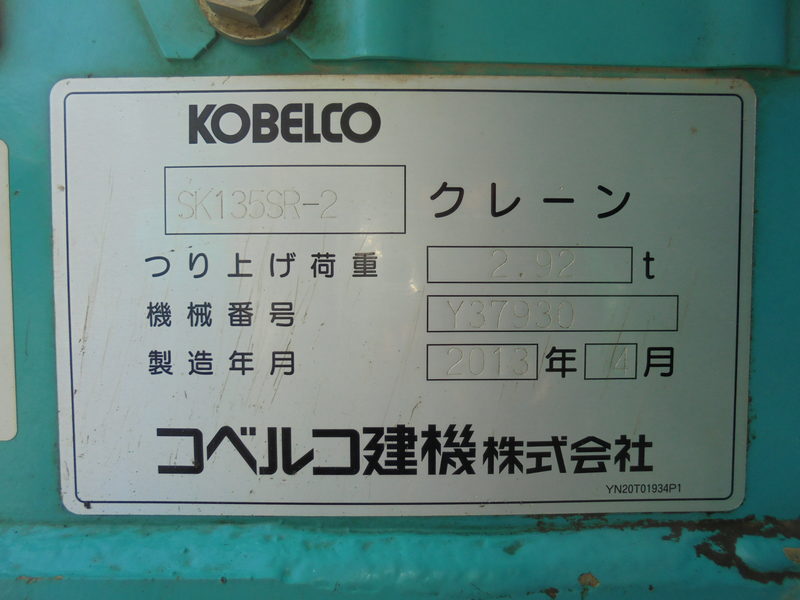 KOBELCO
SK135SR-2 クレーン
つり上げ荷重 2.92 t
機械番号 Y37930
製造年月 2013 年 4 月
コベルコ建機株式会社
YN20T01934P1